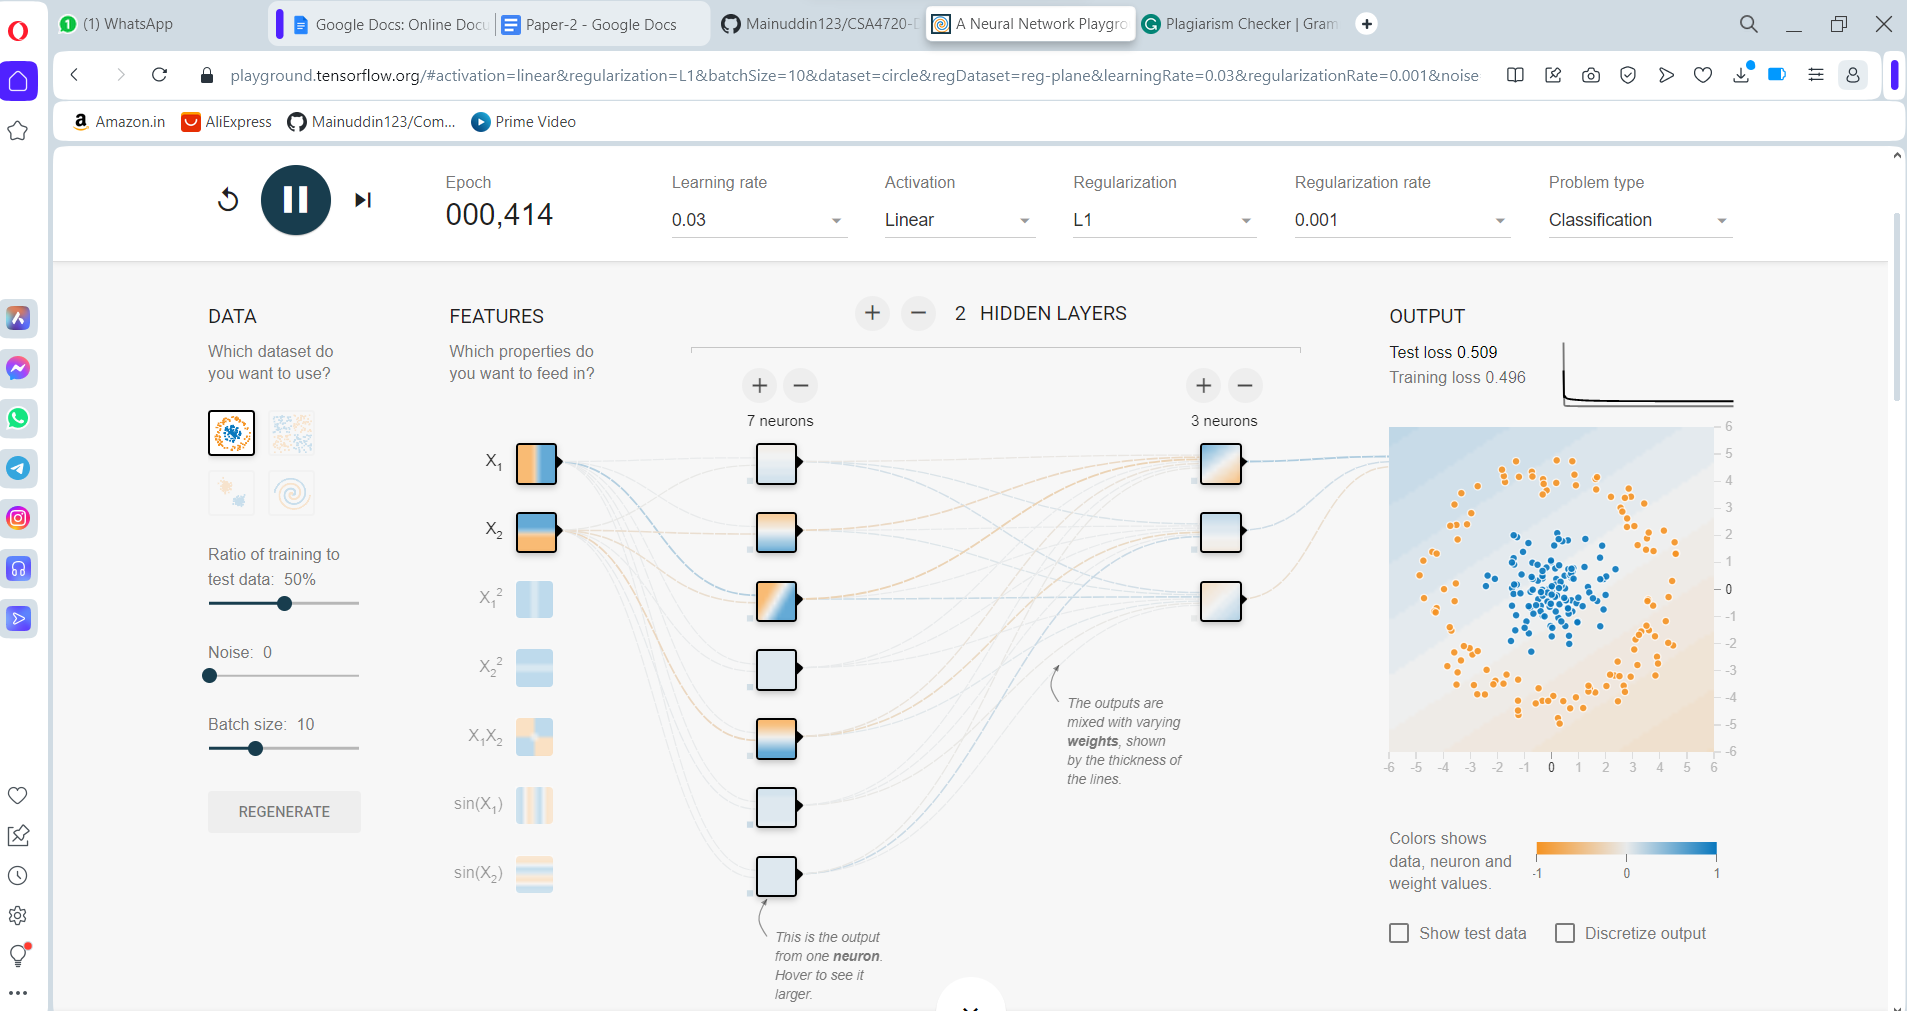 (1) WhatsApp
Google Docs: Online Docu
Paper-2 - Google Docs
Mainuddin123/CSA4720-D
A Neural Network Playgro
Plagiarism Checker | Gram
playground.tensorflow.org/#activation=linear&regularization=L1&batchSize=10&dataset=circle&regDataset=reg-plane&learningRate=0.03&regularizationRate=0.001&noise
Amazon.in
AliExpress
Mainuddin123/Com...
Prime Video
Epoch
000,414
Learning rate
0.03
Activation
Linear
Regularization
L1
Regularization rate
0.001
Problem type
Classification
DATA
Which dataset do
you want to use?
Ratio of training to
test data: 50%
Noise: 0
Batch size: 10
REGENERATE
FEATURES
Which properties do
you want to feed in?
X1
X2
X1²
X2²
X1X2
sin(X1)
sin(X2)
2 HIDDEN LAYERS
7 neurons
3 neurons
The outputs are
mixed with varying
weights, shown
by the thickness of
the lines.
This is the output
from one neuron.
Hover to see it
larger.
OUTPUT
Test loss 0.509
Training loss 0.496
6
5
4
3
2
1
0
-1
-2
-3
-4
-5
-6
-6 -5 -4 -3 -2 -1 0 1 2 3 4 5 6
Colors shows
data, neuron and
weight values.
-1 0 1
Show test data
Discretize output